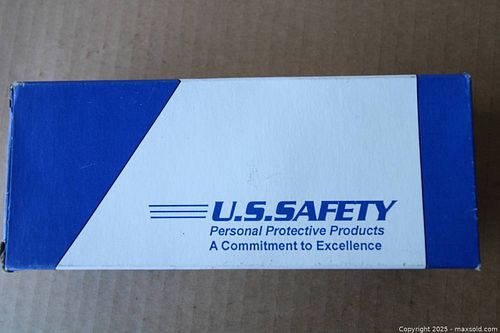 U.S.SAFETY
Personal Protective Products
A Commitment to Excellence
Copyright 2025 - maxsold.com